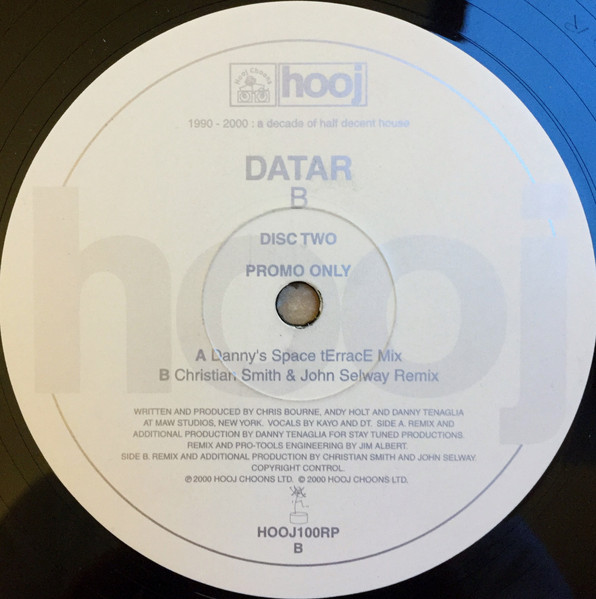 Hooj Choons
hooj
1990 - 2000 : a decade of half decent house
DATAR
B
DISC TWO
PROMO ONLY
hooj
A Danny's Space tErracE Mix
B Christian Smith & John Selway Remix
WRITTEN AND PRODUCED BY CHRIS BOURNE, ANDY HOLT AND DANNY TENAGLIA
AT MAW STUDIOS, NEW YORK. VOCALS BY KAYO AND DT. SIDE A. REMIX AND
ADDITIONAL PRODUCTION BY DANNY TENAGLIA FOR STAY TUNED PRODUCTIONS.
REMIX AND PRO-TOOLS ENGINEERING BY JIM ALBERT.
SIDE B. REMIX AND ADDITIONAL PRODUCTION BY CHRISTIAN SMITH AND JOHN SELWAY.
COPYRIGHT CONTROL.
℗ 2000 HOOJ CHOONS LTD. © 2000 HOOJ CHOONS LTD.
HOOJ100RP
B